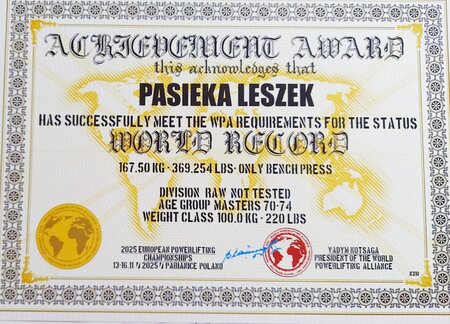 ACHIEVEMENT AWARD
this acknowledges that
PASIEKA LESZEK
HAS SUCCESSFULLY MEET THE WPA REQUIREMENTS FOR THE STATUS
WORLD RECORD
167.50 KG - 369.254 LBS - ONLY BENCH PRESS
DIVISION RAW NOT TESTED
AGE GROUP MASTERS 70-74
WEIGHT CLASS 100.0 KG - 220 LBS
2025 EUROPEAN POWERLIFTING
CHAMPIONSHIPS
PABIANICE POLAND
VADYM KOTSAGA
PRESIDENT OF THE WORLD
POWERLIFTING ALLIANCE